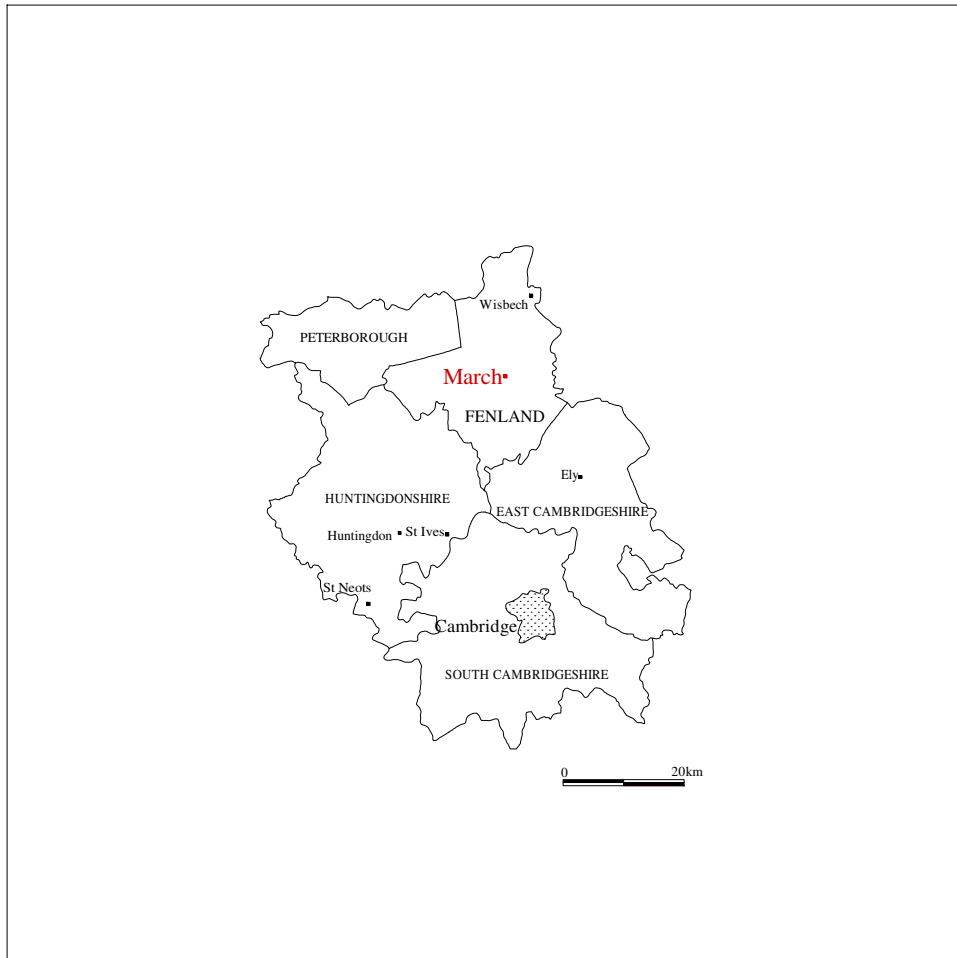 Wisbech
PETERBOROUGH
March
FENLAND
Ely
HUNTINGDONSHIRE
EAST CAMBRIDGESHIRE
Huntingdon
St Ives
St Neots
Cambridge
SOUTH CAMBRIDGESHIRE
0 20km